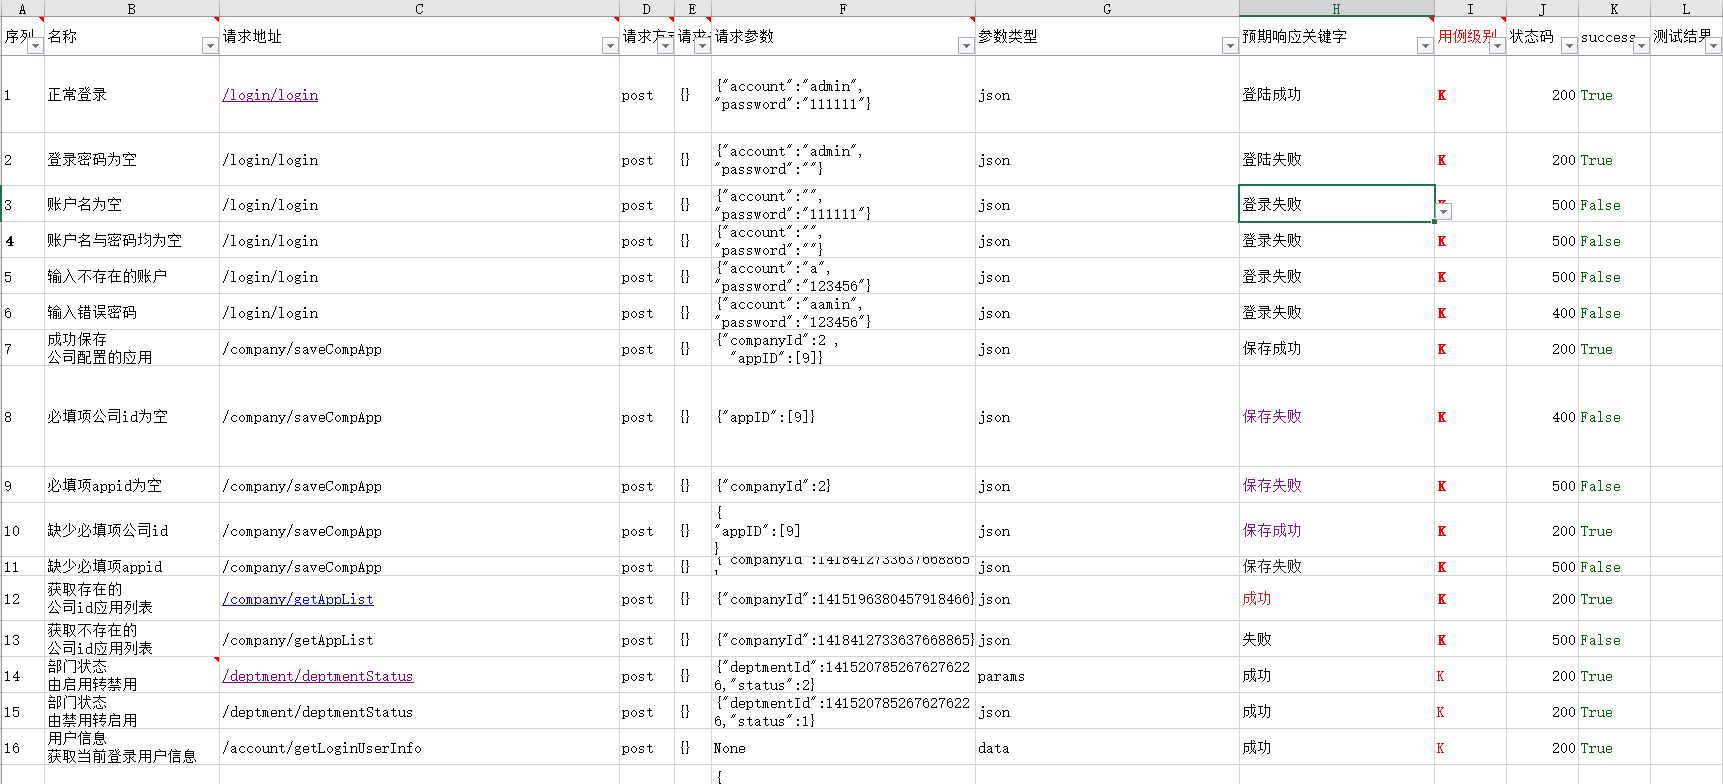 A B C D E F G H I J K L
序列 名称 请求地址 请求方 请求 请求参数 参数类型 预期响应关键字 用例级别 状态码 success 测试结果
1 正常登录 /login/login post {} {"account":"admin",
"password":"111111"} json 登陆成功 K 200 True
2 登录密码为空 /login/login post {} {"account":"admin",
"password":""} json 登陆失败 K 200 True
3 账户名为空 /login/login post {} {"account":"",
"password":"111111"} json 登录失败 500 False
4 账户名与密码均为空 /login/login post {} {"account":"",
"password":""} json 登录失败 K 500 False
5 输入不存在的账户 /login/login post {} {"account":"a",
"password":"123456"} json 登录失败 K 500 False
6 输入错误密码 /login/login post {} {"account":"aamin",
"password":"123456"} json 登录失败 K 400 False
7 成功保存
公司配置的应用 /company/saveCompApp post {} {"companyId":2 ,
"appID":[9]} json 保存成功 K 200 True
8 必填项公司id为空 /company/saveCompApp post {} {"appID":[9]} json 保存失败 K 400 False
9 必填项appid为空 /company/saveCompApp post {} {"companyId":2} json 保存失败 K 500 False
10 缺少必填项公司id /company/saveCompApp post {} {
"appID":[9]
} json 保存成功 K 200 True
11 缺少必填项appid /company/saveCompApp post {} {"companyId":1418412733637668865 json 保存失败 K 500 False
12 获取存在的
公司id应用列表 /company/getAppList post {} {"companyId":1415196380457918466} json 成功 K 200 True
13 获取不存在的
公司id应用列表 /company/getAppList post {} {"companyId":1418412733637668865} json 失败 K 500 False
14 部门状态
由启用转禁用 /deptment/deptmentStatus post {} {"deptmentId":141520785267627622
6,"status":2} params 成功 K 200 True
15 部门状态
由禁用转启用 /deptment/deptmentStatus post {} {"deptmentId":141520785267627622
6,"status":1} json 成功 K 200 True
16 用户信息
获取当前登录用户信息 /account/getLoginUserInfo post {} None data 成功 K 200 True
{